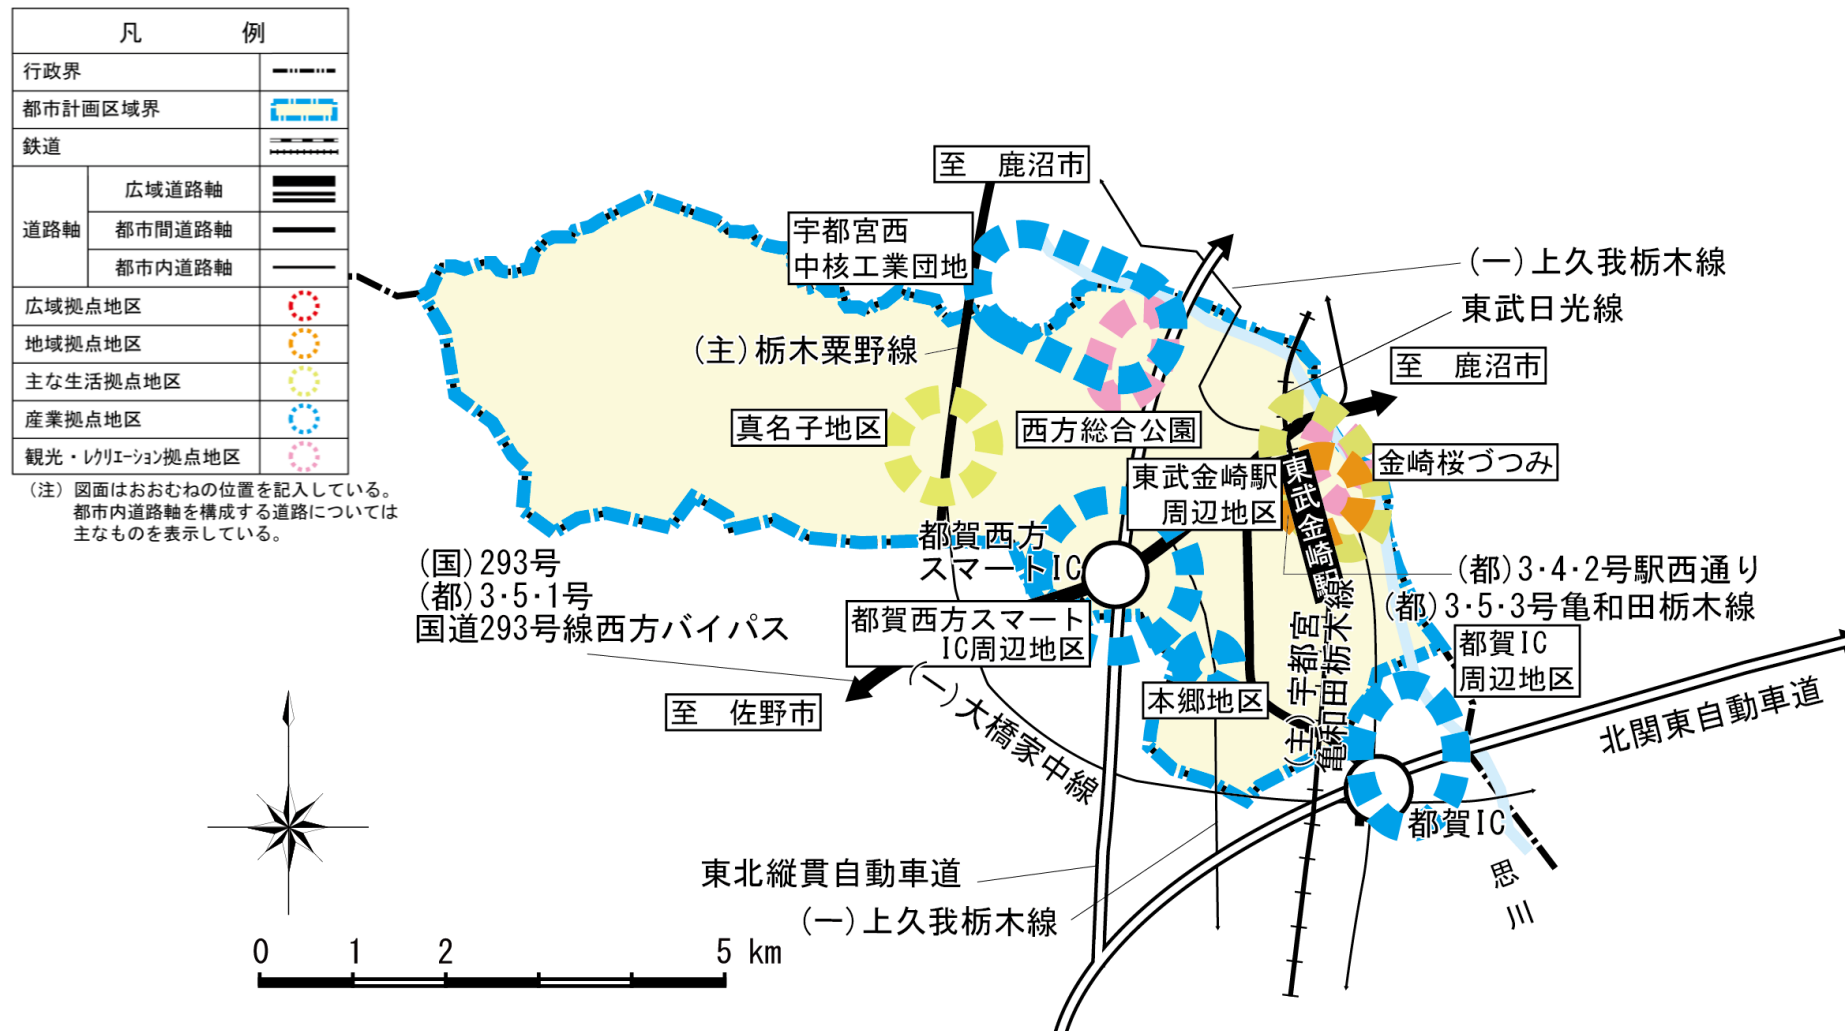 凡　例
行政界
都市計画区域界
鉄道
道路軸
広域道路軸
都市間道路軸
都市内道路軸
広域拠点地区
地域拠点地区
主な生活拠点地区
産業拠点地区
観光・レクリエーション拠点地区
（注）図面はおおむねの位置を記入している。
都市内道路軸を構成する道路については
主なものを表示している。
至　鹿沼市
宇都宮西
中核工業団地
(一)上久我栃木線
東武日光線
(主)栃木粟野線
至　鹿沼市
真名子地区
西方総合公園
金崎桜づつみ
東武金崎駅
周辺地区
東武金崎駅
都賀西方
スマートIC
(国)293号
(都)3・5・1号
国道293号線西方バイパス
(都)3・4・2号駅西通り
(都)3・5・3号亀和田栃木線
都賀西方スマート
IC周辺地区
都賀IC
周辺地区
(主)宇都宮
亀和田栃木線
本郷地区
至　佐野市
(一)大橋家中線
北関東自動車道
都賀IC
思川
東北縦貫自動車道
(一)上久我栃木線
0 1 2 5 km